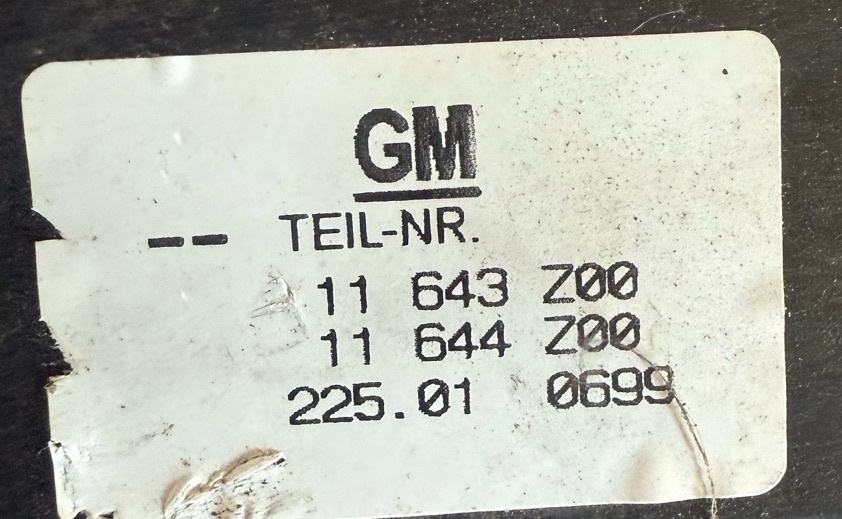 GM
-- TEIL-NR.
11 643 Z00
11 644 Z00
225.01 0699